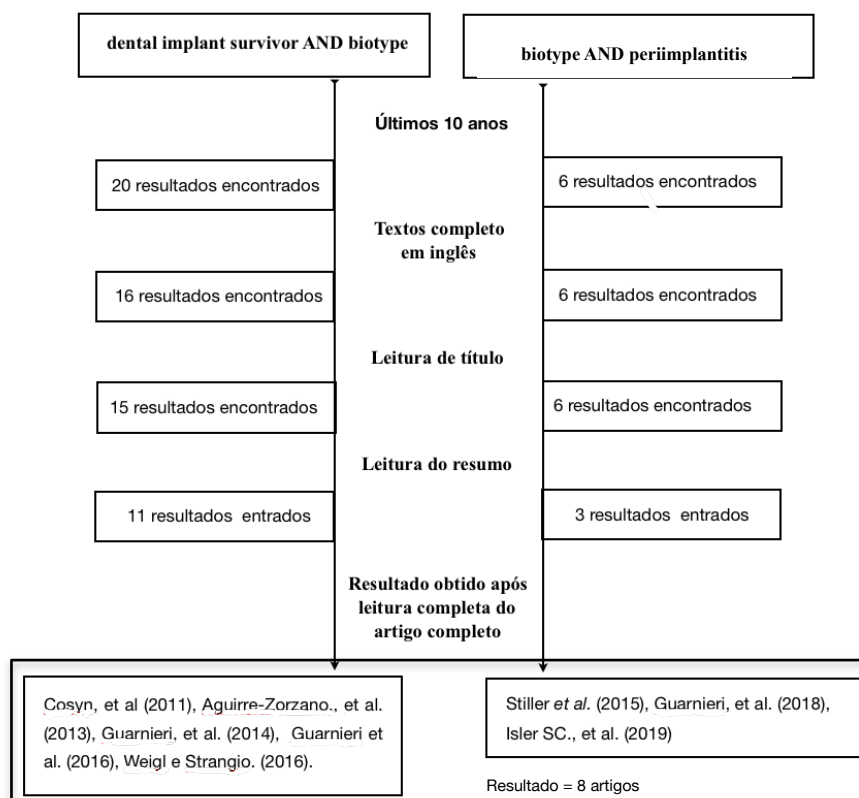 dental implant survivor AND biotype
biotype AND periimplantitis
Últimos 10 anos
20 resultados encontrados
6 resultados encontrados
Textos completo
em inglês
16 resultados encontrados
6 resultados encontrados
Leitura de título
15 resultados encontrados
6 resultados encontrados
Leitura do resumo
11 resultados entrados
3 resultados entrados
Resultado obtido após
leitura completa do
artigo completo
Cosyn, et al (2011), Aguirre-Zorzano., et al.
(2013), Guarnieri, et al. (2014), Guarnieri et
al. (2016), Weigl e Strangio. (2016).
Stiller et al. (2015), Guarnieri, et al. (2018),
Isler SC., et al. (2019)
Resultado = 8 artigos